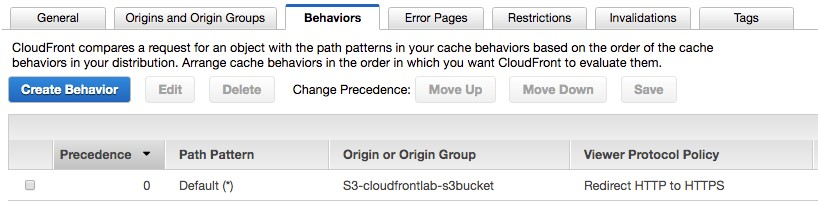 General Origins and Origin Groups Behaviors Error Pages Restrictions Invalidations Tags
CloudFront compares a request for an object with the path patterns in your cache behaviors based on the order of the cache
behaviors in your distribution. Arrange cache behaviors in the order in which you want CloudFront to evaluate them.
Create Behavior Edit Delete Change Precedence: Move Up Move Down Save
Precedence Path Pattern Origin or Origin Group Viewer Protocol Policy
0 Default (*) S3-cloudfrontlab-s3bucket Redirect HTTP to HTTPS